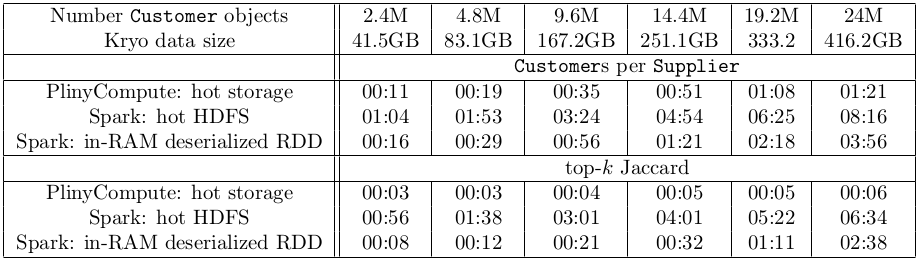 Number Customer objects 2.4M 4.8M 9.6M 14.4M 19.2M 24M
Kryo data size 41.5GB 83.1GB 167.2GB 251.1GB 333.2 416.2GB
Customers per Supplier
PlinyCompute: hot storage 00:11 00:19 00:35 00:51 01:08 01:21
Spark: hot HDFS 01:04 01:53 03:24 04:54 06:25 08:16
Spark: in-RAM deserialized RDD 00:16 00:29 00:56 01:21 02:18 03:56
top-k Jaccard
PlinyCompute: hot storage 00:03 00:03 00:04 00:05 00:05 00:06
Spark: hot HDFS 00:56 01:38 03:01 04:01 05:22 06:34
Spark: in-RAM deserialized RDD 00:08 00:12 00:21 00:32 01:11 02:38